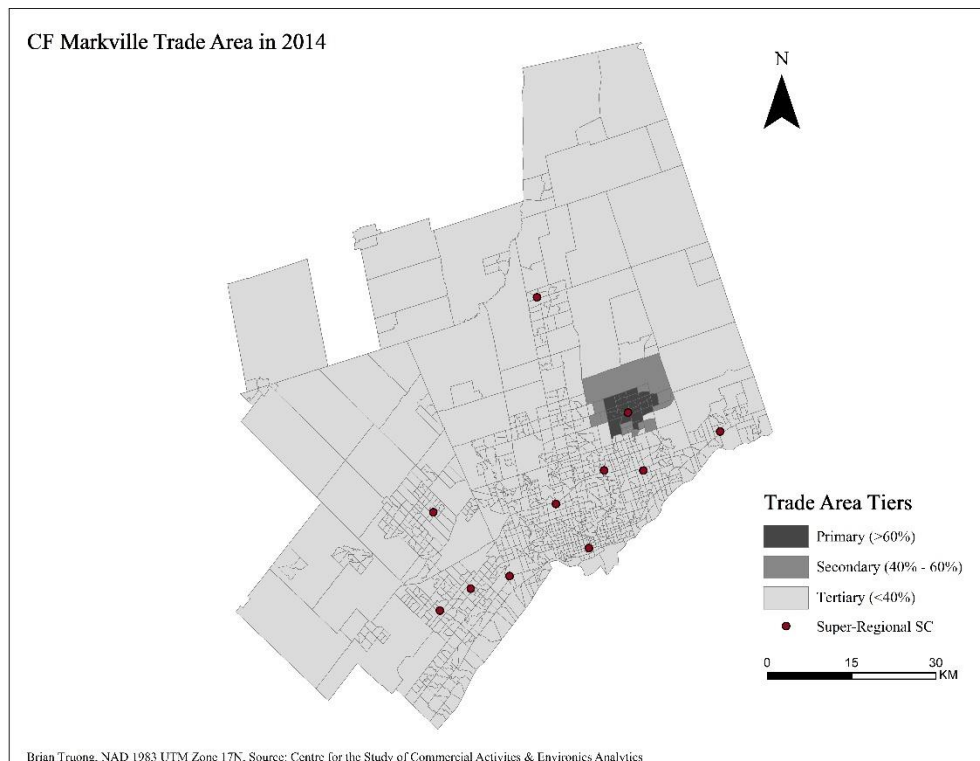 CF Markville Trade Area in 2014
N
Trade Area Tiers
Primary (>60%)
Secondary (40% - 60%)
Tertiary (<40%)
Super-Regional SC
0 15 30
KM
Brian Truong, NAD 1983 UTM Zone 17N, Source: Centre for the Study of Commercial Activites & Environics Analytics